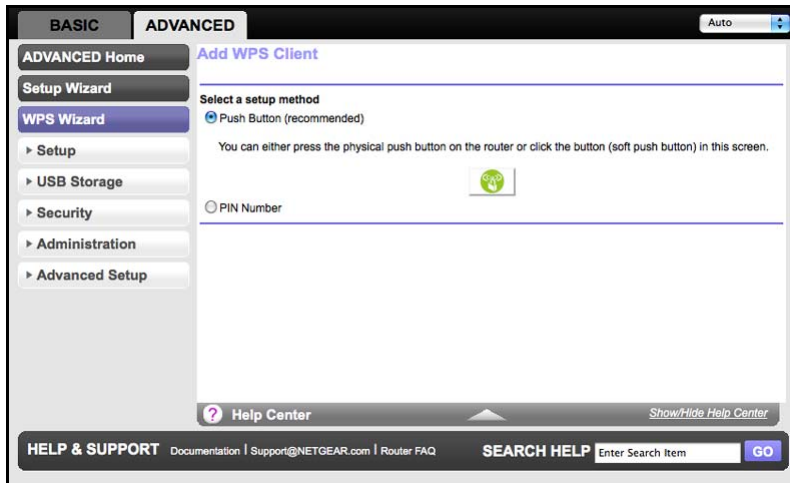 BASIC
ADVANCED
Auto
ADVANCED Home
Setup Wizard
WPS Wizard
Setup
USB Storage
Security
Administration
Advanced Setup
Add WPS Client
Select a setup method
Push Button (recommended)
You can either press the physical push button on the router or click the button (soft push button) in this screen.
PIN Number
? Help Center
Show/Hide Help Center
HELP & SUPPORT Documentation | Support@NETGEAR.com | Router FAQ
SEARCH HELP Enter Search Item GO